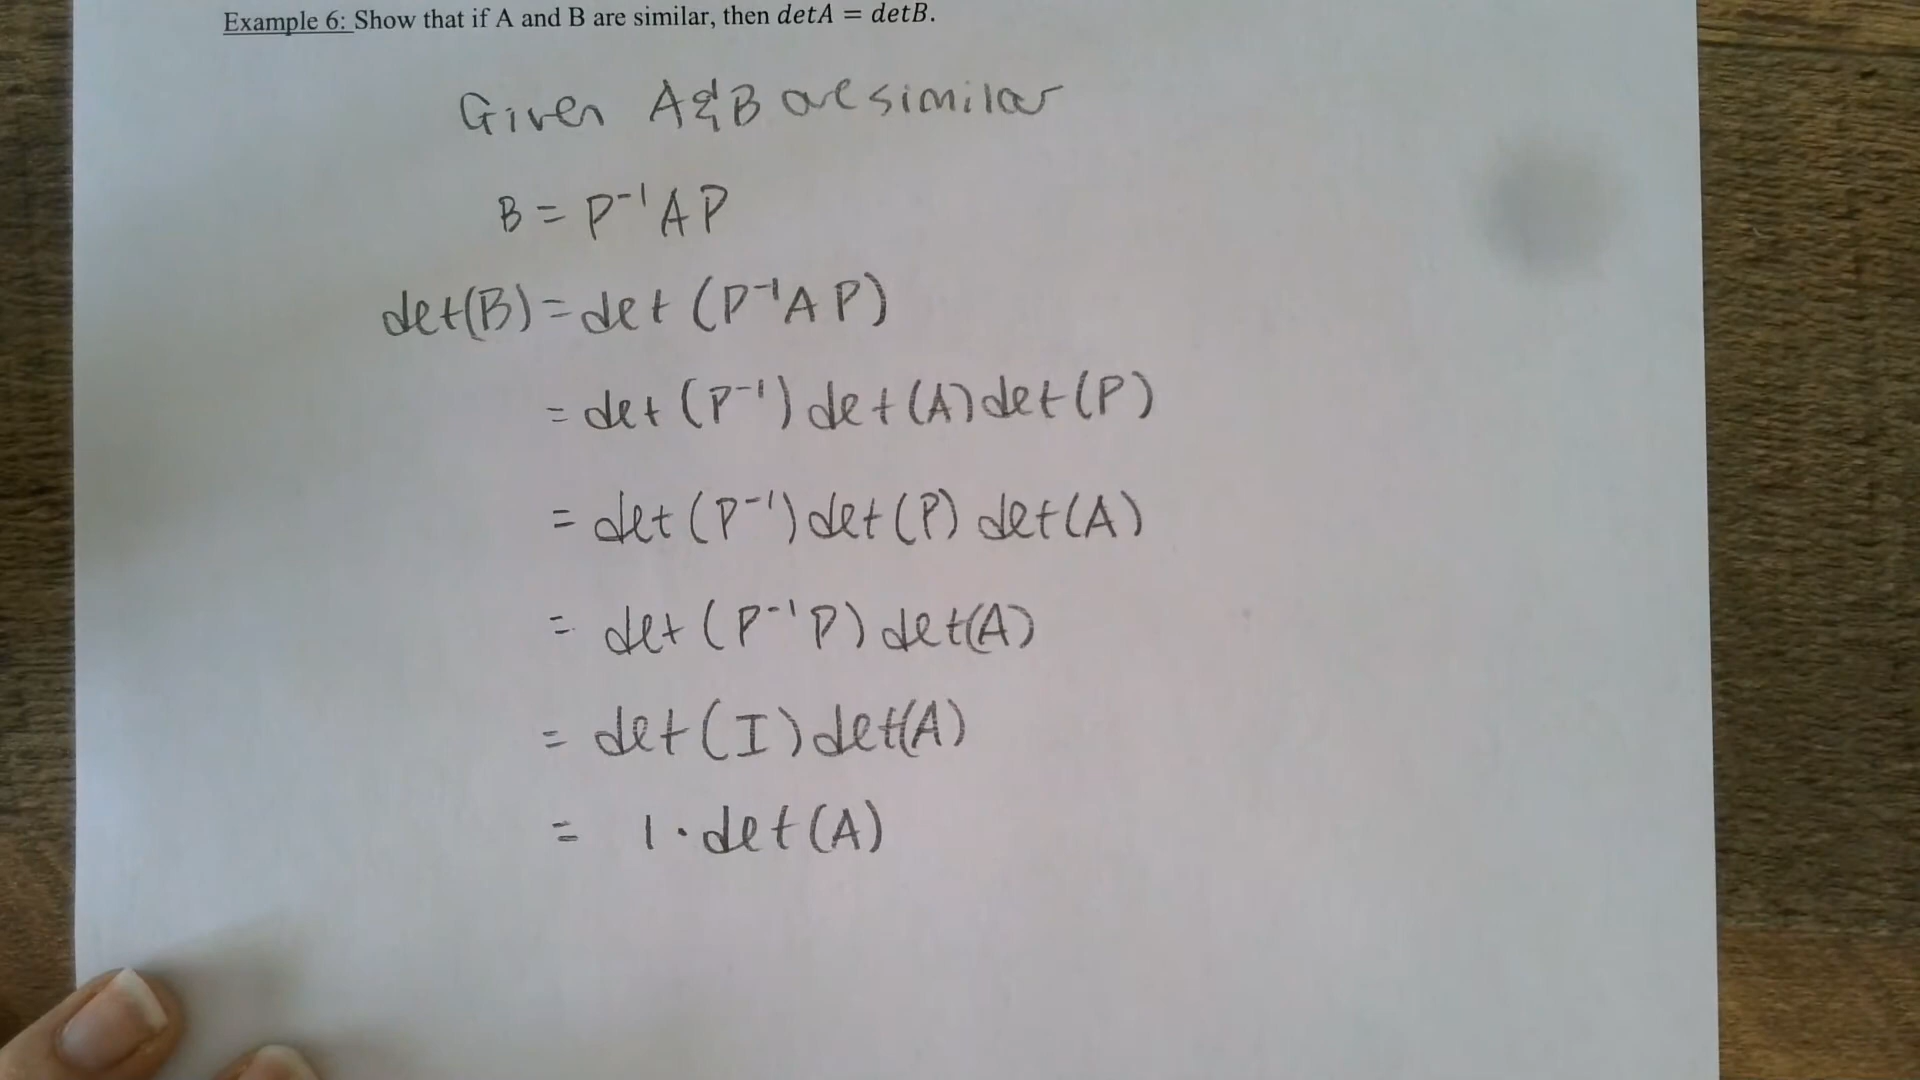 Example 6: Show that if A and B are similar, then detA = detB.
Given A & B are similar
B = P⁻¹AP
det(B) = det (P⁻¹AP)
= det (P⁻¹) det (A) det (P)
= det (P⁻¹) det (P) det (A)
= det (P⁻¹P) det(A)
= det (I) det(A)
= 1 · det (A)